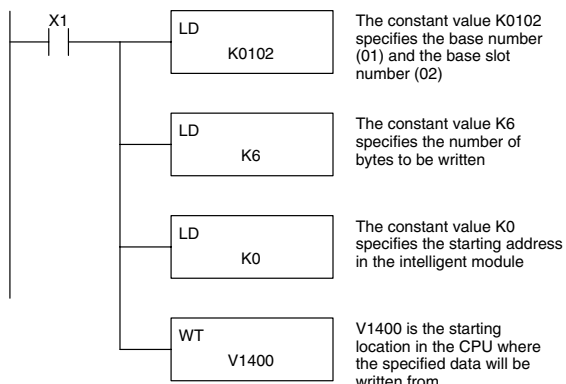 X1
LD
K0102
The constant value K0102
specifies the base number
(01) and the base slot
number (02)
LD
K6
The constant value K6
specifies the number of
bytes to be written
LD
K0
The constant value K0
specifies the starting address
in the intelligent module
WT
V1400
V1400 is the starting
location in the CPU where
the specified data will be
written from